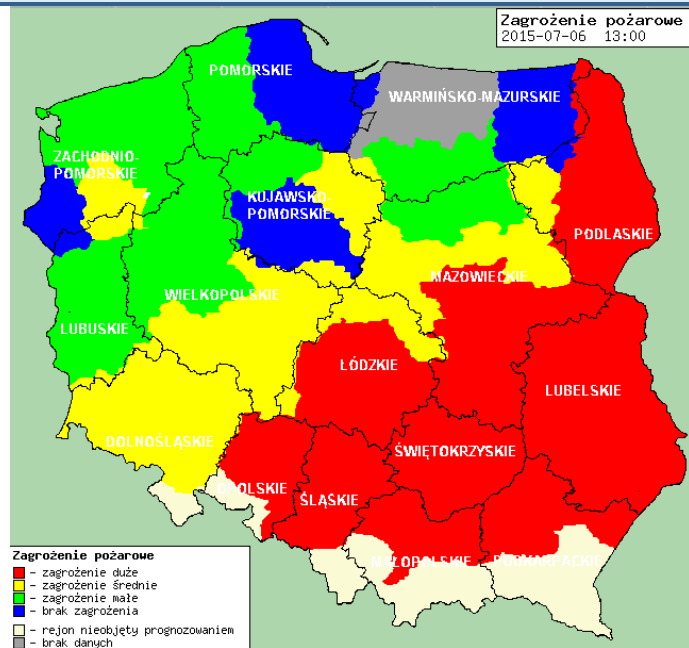 Zagrożenie pożarowe
2015-07-06 13:00
POMORSKIE
WARMIŃSKO-MAZURSKIE
ZACHODNIO-
POMORSKIE
KUJAWSKO-
POMORSKIE
PODLASKIE
MAZOWIECKIE
WIELKOPOLSKIE
LUBUSKIE
ŁÓDZKIE
LUBELSKIE
DOLNOŚLĄSKIE
ŚWIĘTOKRZYSKIE
OPOLSKIE
ŚLĄSKIE
MAŁOPOLSKIE
PODKARPACKIE
Zagrożenie pożarowe
– zagrożenie duże
– zagrożenie średnie
– zagrożenie małe
– brak zagrożenia
– rejon nieobjęty prognozowaniem
– brak danych